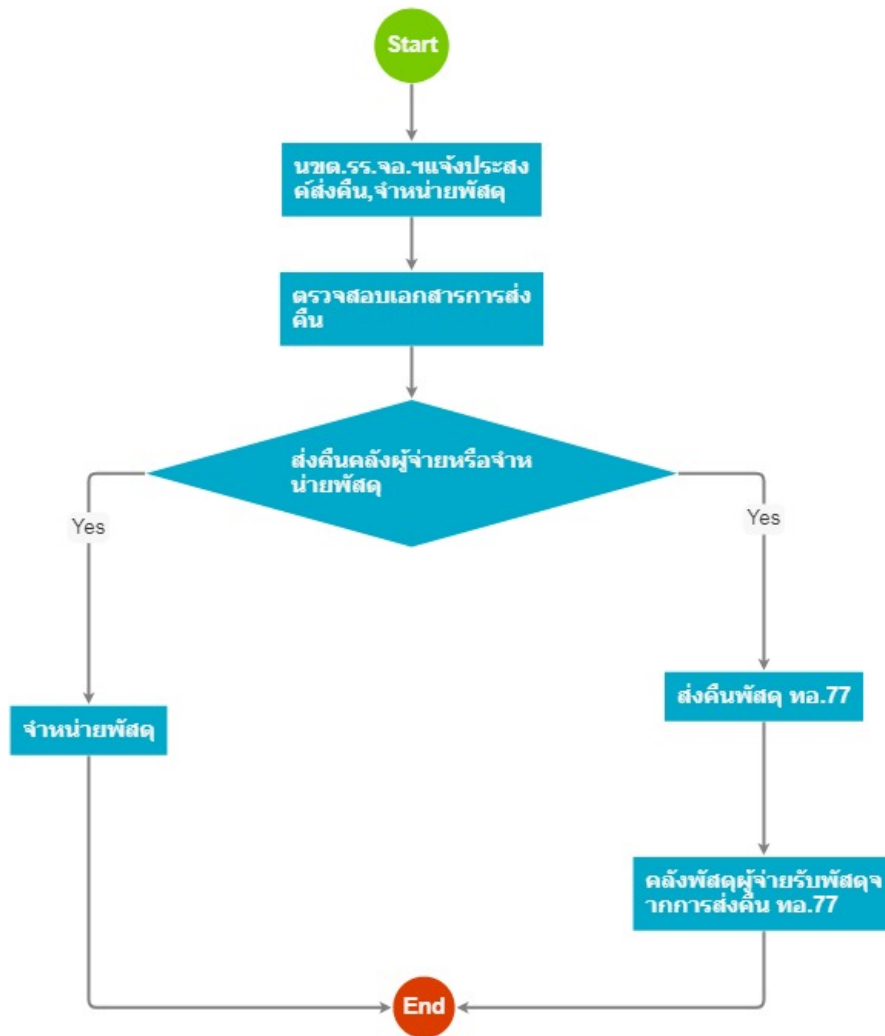 Start
นขต.รร.จอ.ฯแจ้งประสง
ค์ส่งคืน,จำหน่ายพัสดุ
ตรวจสอบเอกสารการส่ง
คืน
ส่งคืนคลังผู้จ่ายหรือจำห
น่ายพัสดุ
Yes
Yes
ส่งคืนพัสดุ ทอ.77
จำหน่ายพัสดุ
คลังพัสดุผู้จ่ายรับพัสดุจ
ากการส่งคืน ทอ.77
End